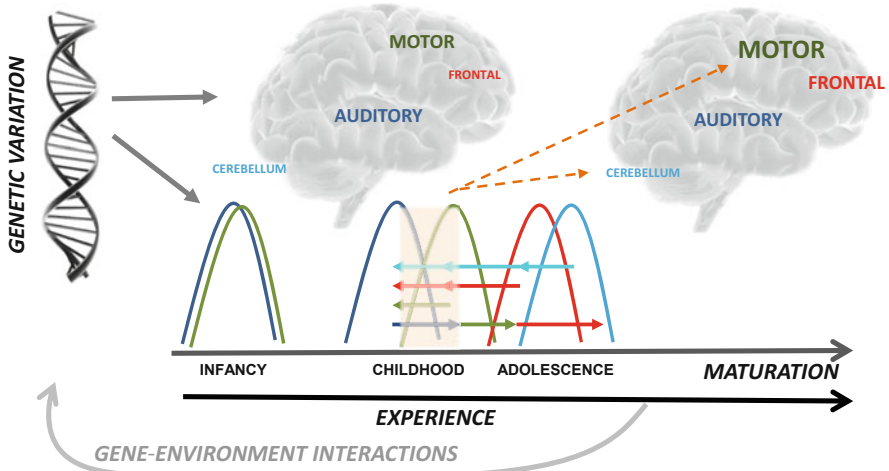 GENETIC VARIATION
MOTOR
FRONTAL
AUDITORY
CEREBELLUM
MOTOR
FRONTAL
AUDITORY
CEREBELLUM
INFANCY
CHILDHOOD
ADOLESCENCE
MATURATION
EXPERIENCE
GENE-ENVIRONMENT INTERACTIONS